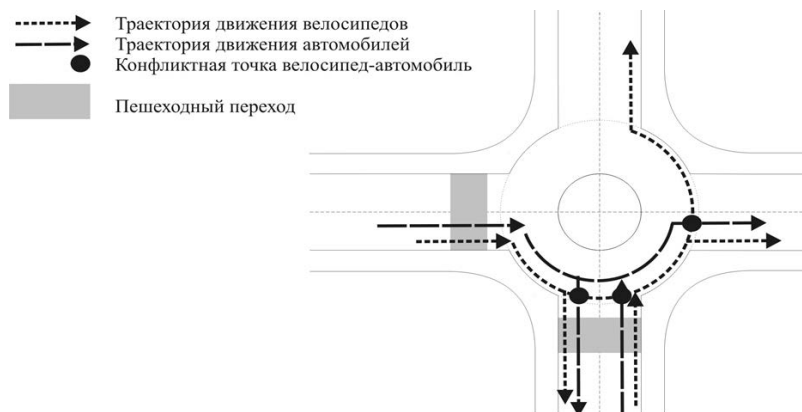 Траектория движения велосипедов
Траектория движения автомобилей
Конфликтная точка велосипед-автомобиль
Пешеходный переход